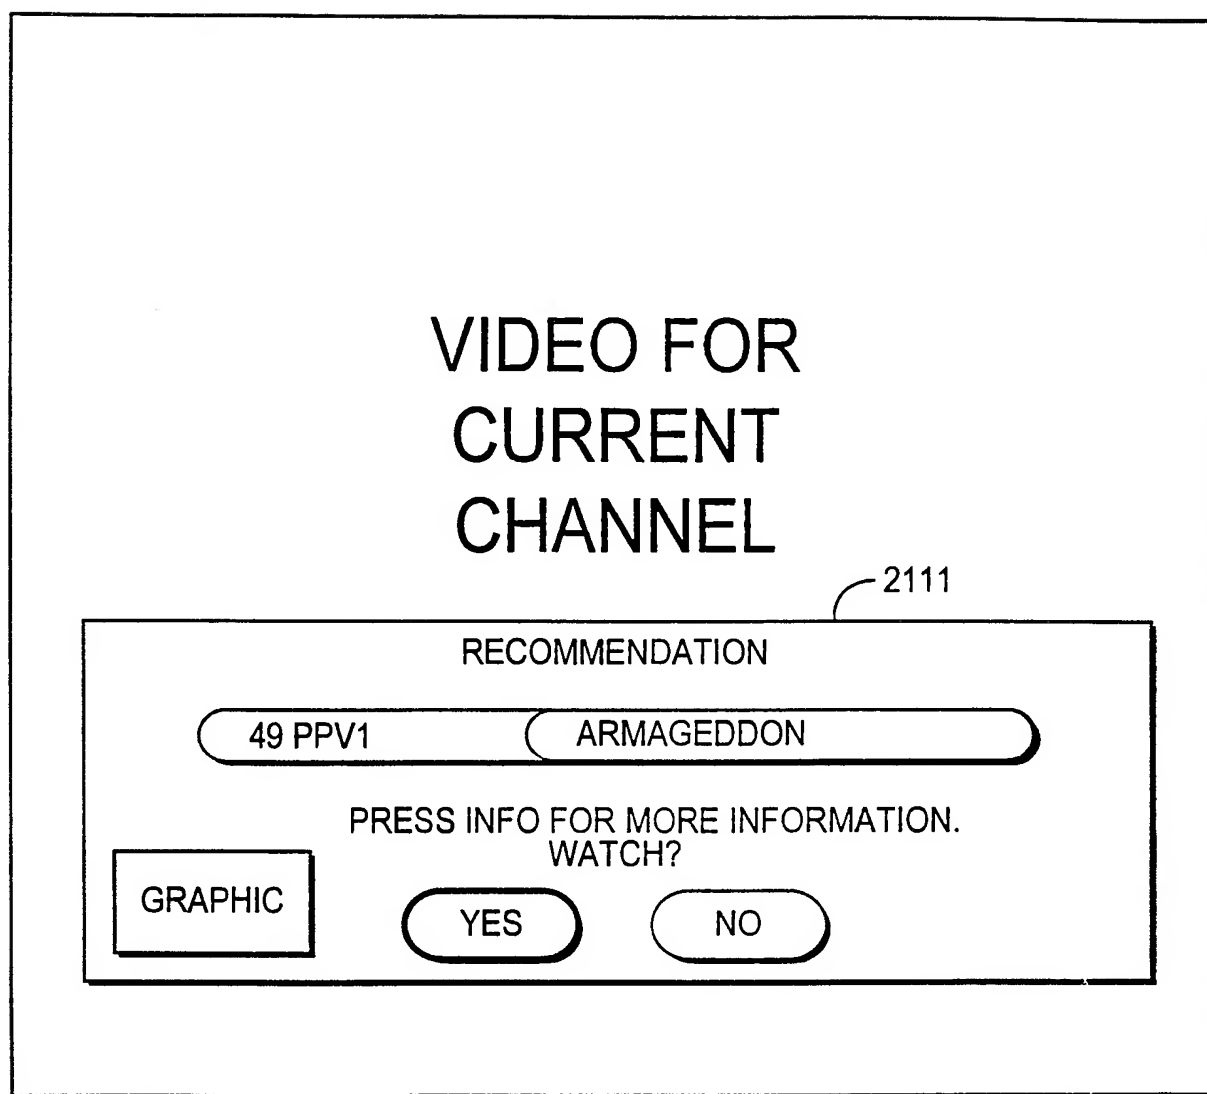 VIDEO FOR
CURRENT
CHANNEL
2111
RECOMMENDATION
49 PPV1 ARMAGEDDON
PRESS INFO FOR MORE INFORMATION.
WATCH?
GRAPHIC
YES NO